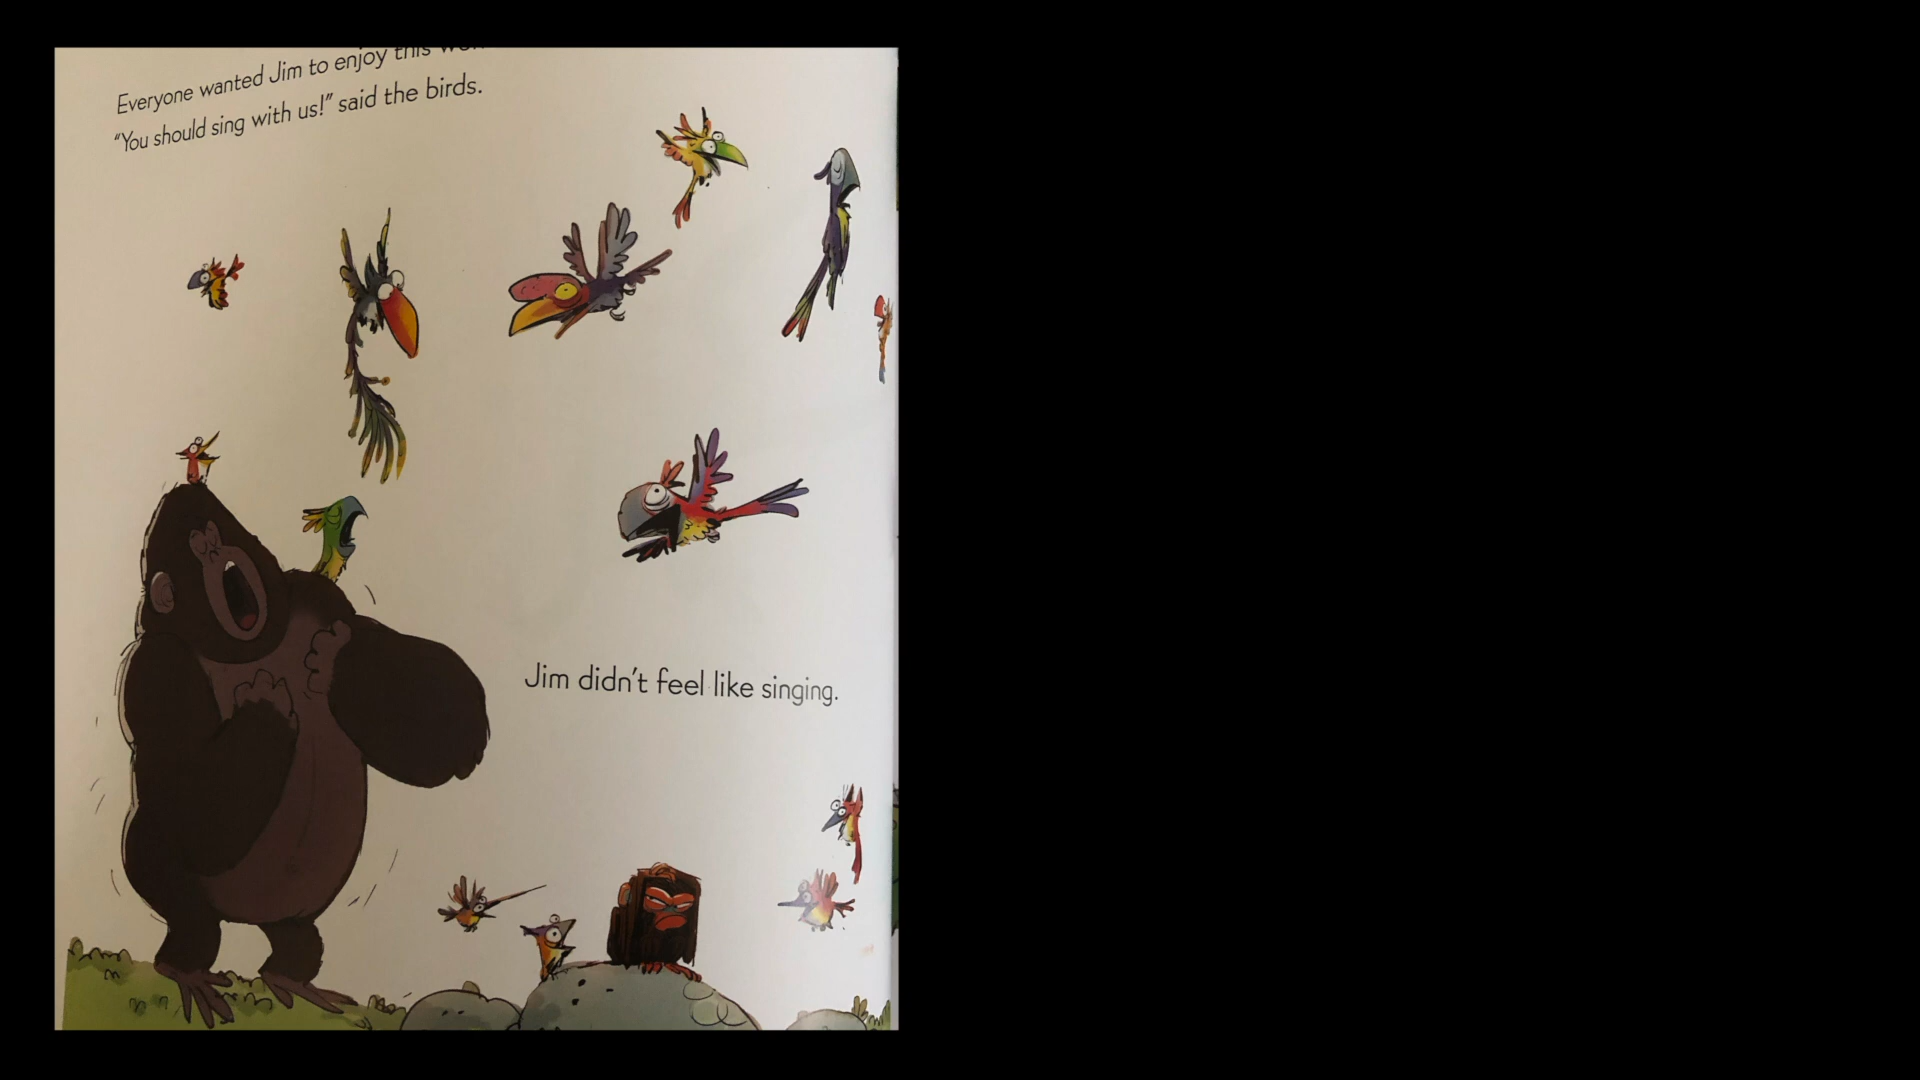 Everyone wanted Jim to enjoy this
"You should sing with us!" said the birds.
Jim didn't feel like singing.